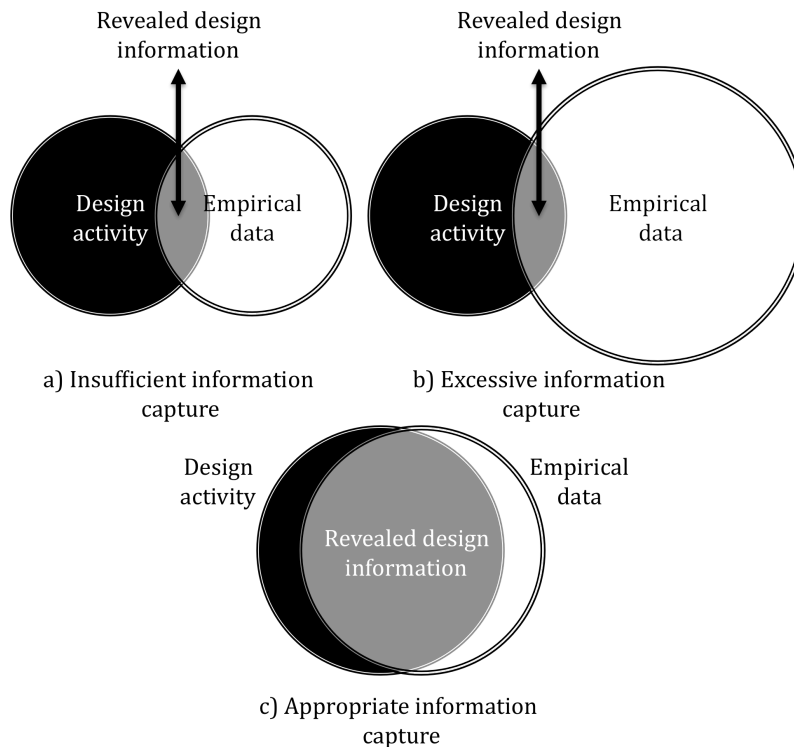 Revealed design
information
Design
activity
Empirical
data
a) Insufficient information
capture
Revealed design
information
Design
activity
Empirical
data
b) Excessive information
capture
Design
activity
Empirical
data
Revealed design
information
c) Appropriate information
capture